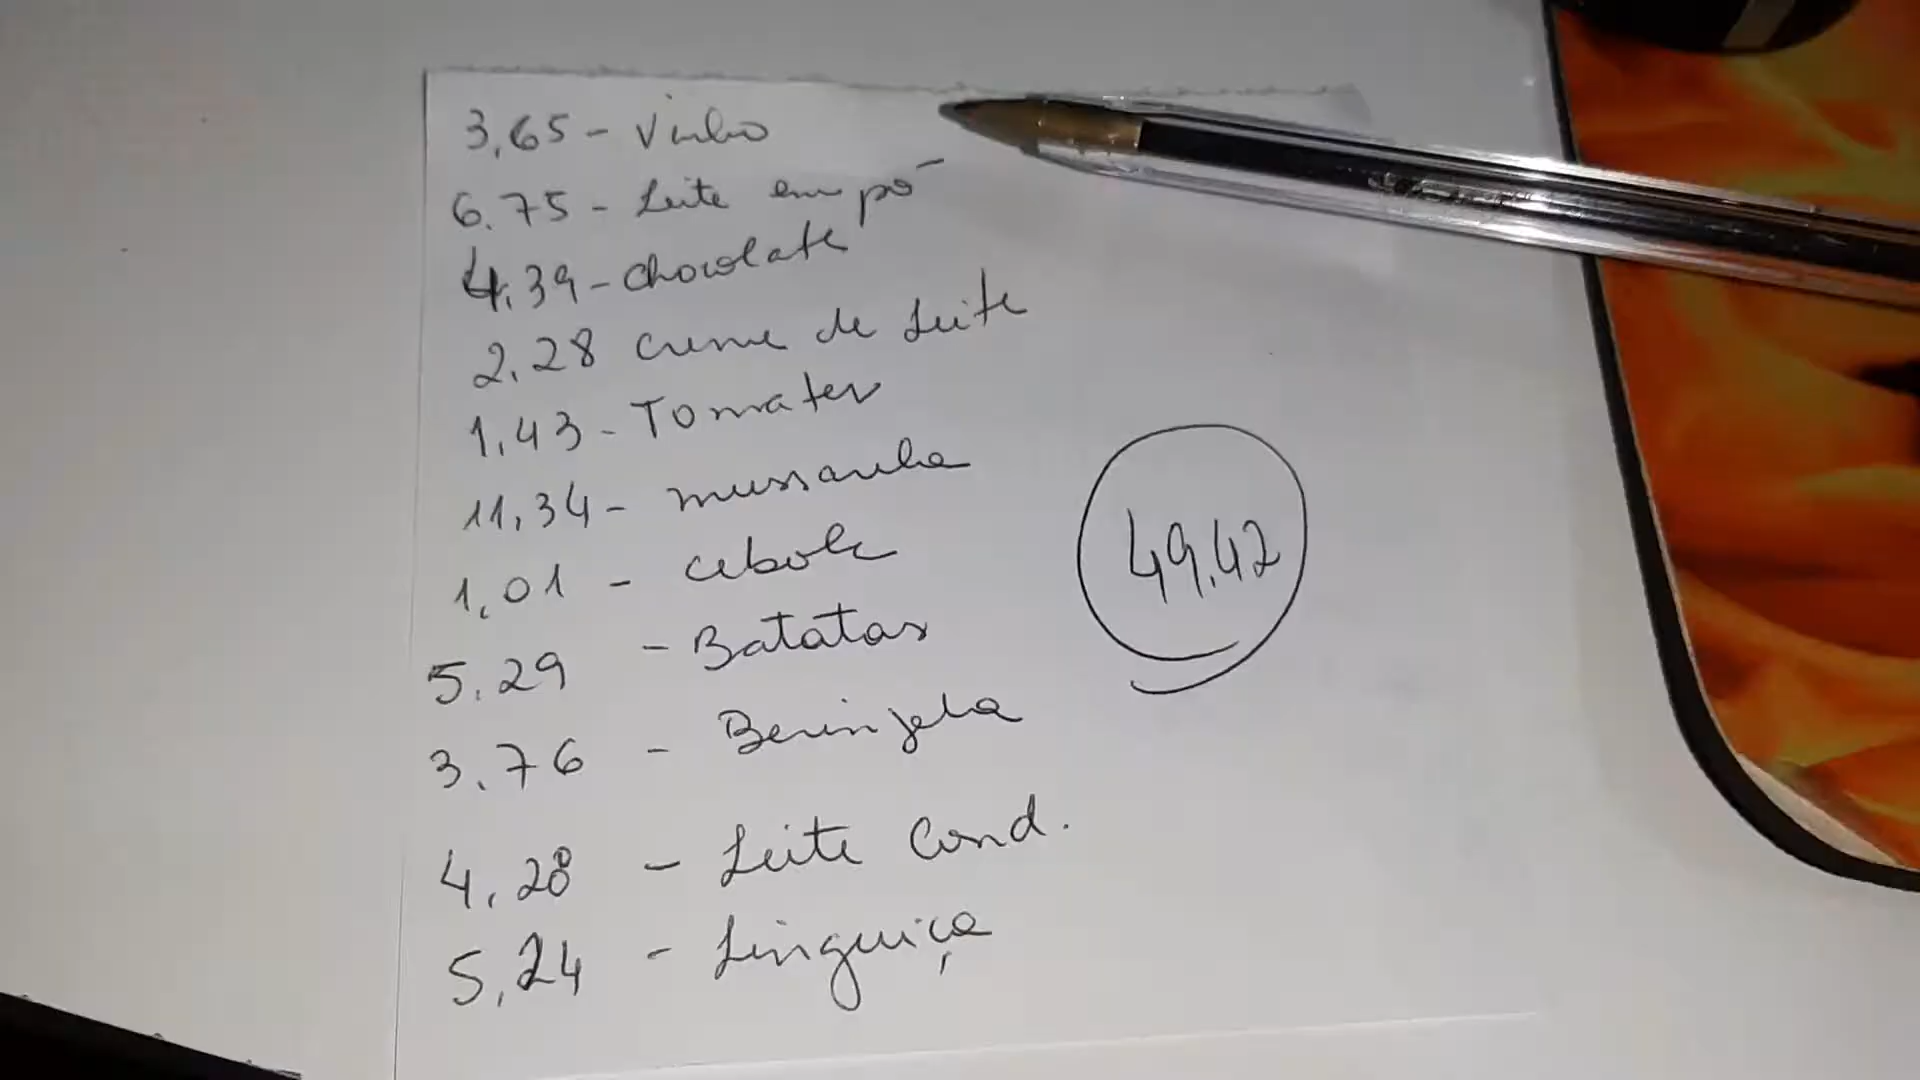 3,65 - Vinho
6.75 - Leite em pó
4,39 - chocolate
2,28 creme de Leite
1,43 - Tomates
11,34 - mussarela
1,01 - cebola
5.29 - Batatas
3.76 - Berinjela
4,28 - Leite Cond.
5,24 - Linguiça
49,42